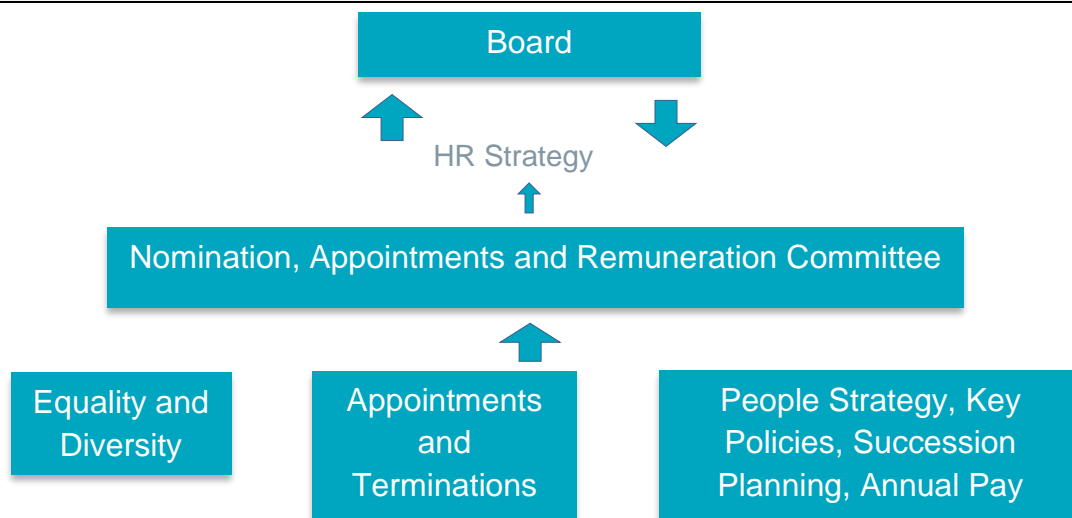 Board
HR Strategy
Nomination, Appointments and Remuneration Committee
Equality and
Diversity
Appointments
and
Terminations
People Strategy, Key
Policies, Succession
Planning, Annual Pay